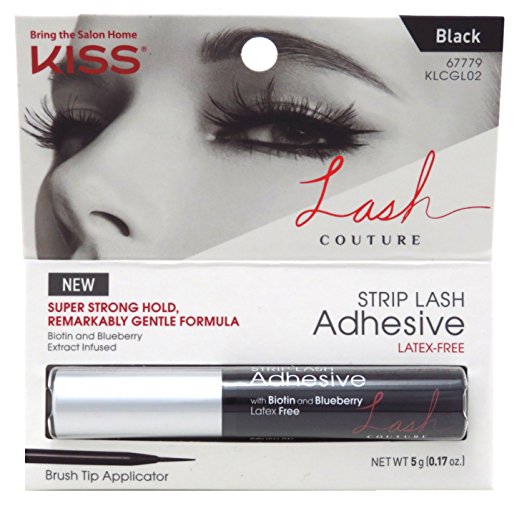 Bring the Salon Home
KISS®
Black
67779
KLCGL02
Lash
COUTURE
NEW
SUPER STRONG HOLD,
REMARKABLY GENTLE FORMULA
Biotin and Blueberry
Extract Infused
STRIP LASH
Adhesive
LATEX-FREE
STRIP LASH
Adhesive
with Biotin and Blueberry
Latex Free
Lash
COUTURE
Brush Tip Applicator
NET WT 5g (0.17 oz.)